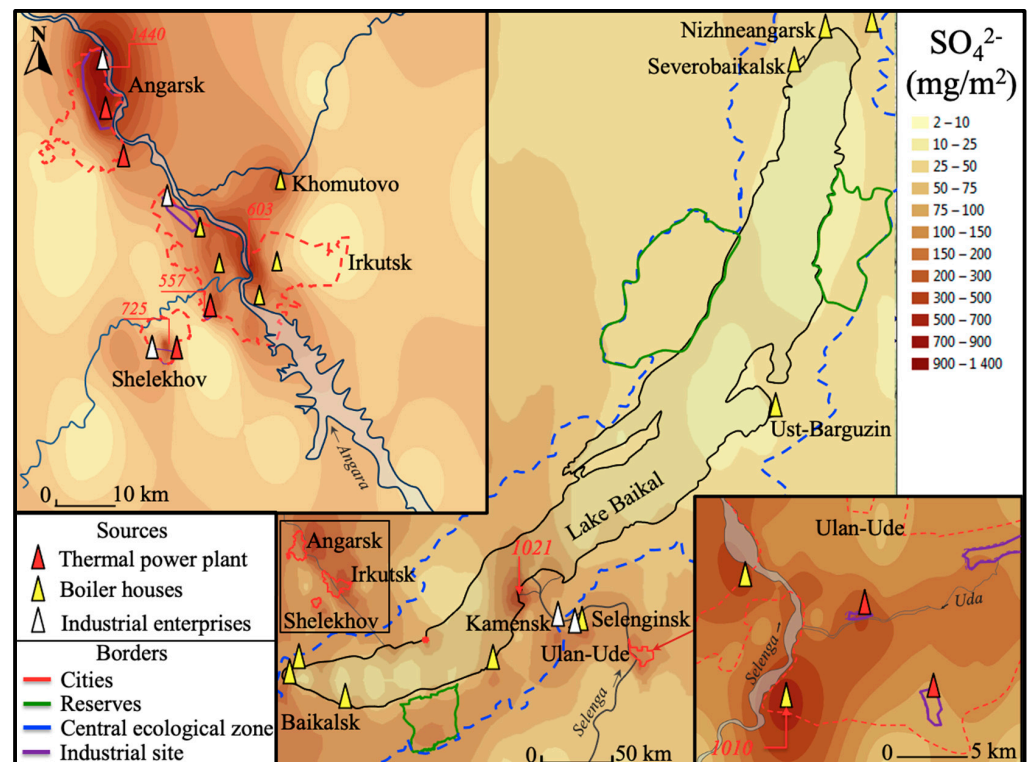 N
1440
Angarsk
Khomutovo
603
Irkutsk
557
725
Shelekhov
Angara
0 10 km
Nizhneangarsk
Severobaikalsk
Ust-Barguzin
Lake Baikal
SO₄²⁻
(mg/m²)
2 – 10
10 – 25
25 – 50
50 – 75
75 – 100
100 – 150
150 – 200
200 – 300
300 – 500
500 – 700
700 – 900
900 – 1 400
Sources
Thermal power plant
Boiler houses
Industrial enterprises
Borders
Cities
Reserves
Central ecological zone
Industrial site
Angarsk
Irkutsk
Shelekhov
1021
Kamensk
Selenginsk
Ulan-Ude
Baikalsk
Selenga
0 50 km
Ulan-Ude
Uda
Selenga
1010
0 5 km